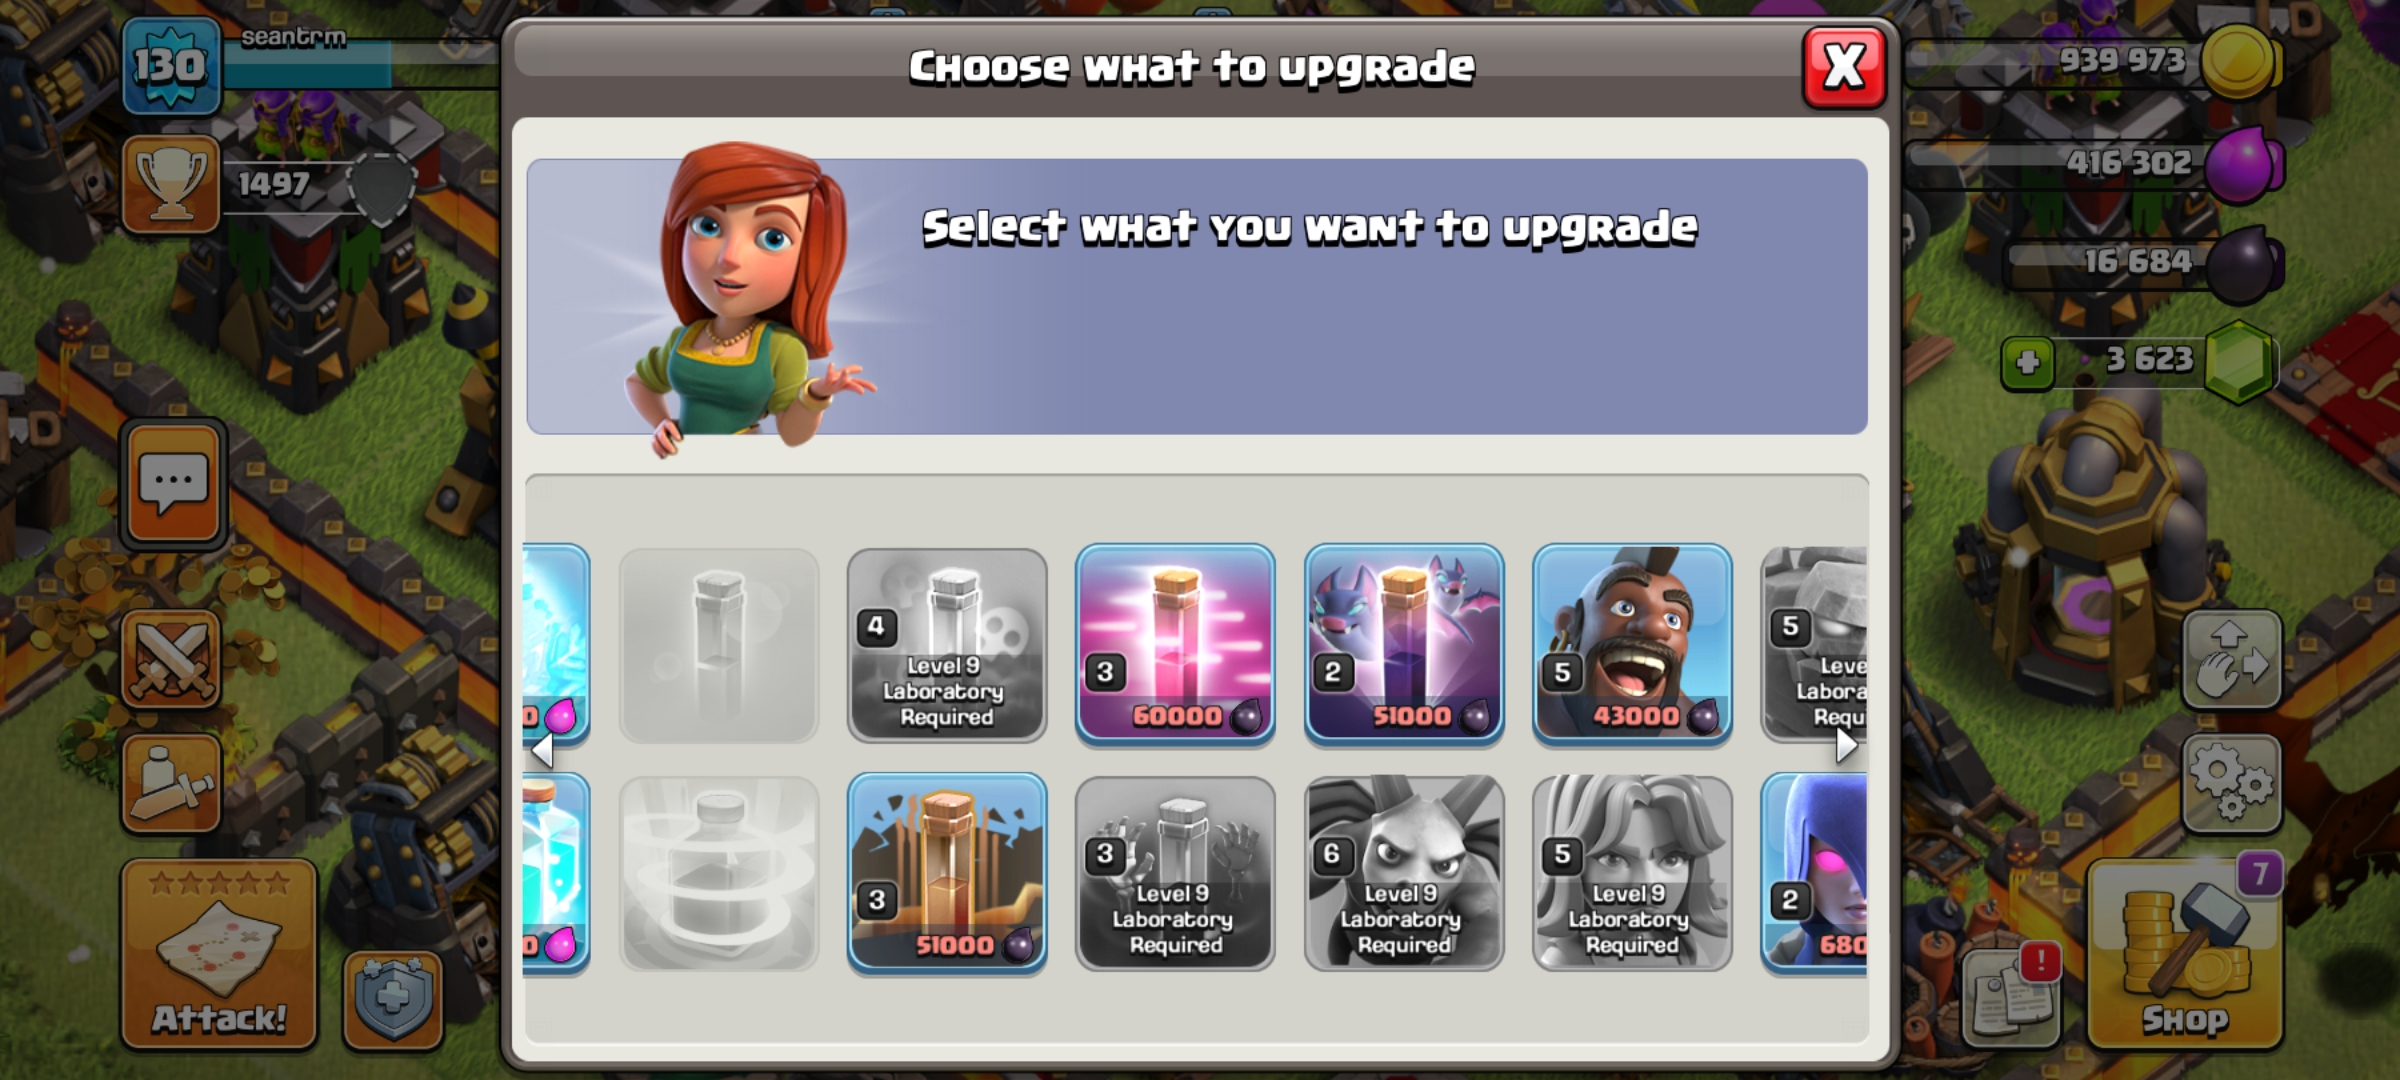 130
seantrm
1497
Choose what to upgrade
X
939 973
416 302
16 684
3 623
Select what you want to upgrade
4
Level 9
Laboratory
Required
3
60000
2
51000
5
43000
5
3
51000
3
Level 9
Laboratory
Required
6
Level 9
Laboratory
Required
5
Level 9
Laboratory
Required
2
680
Attack!
!
7
Shop